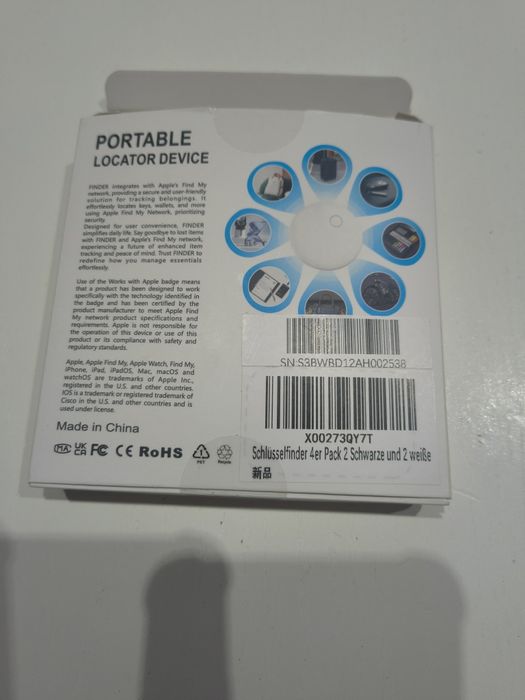 PORTABLE
LOCATOR DEVICE
FINDER integrates with Apple's Find My
network, providing a secure and user-friendly
solution for tracking belongings. It
effortlessly locates keys, wallets, and more
using Apple Find My Network, prioritizing
security.
Designed for user convenience, FINDER
simplifies daily life. Say goodbye to lost items
with FINDER and Apple's Find My network,
experiencing a future of enhanced item
tracking and peace of mind. Trust FINDER to
redefine how you manage essentials
effortlessly.
Use of the Works with Apple badge means
that a product has been designed to work
specifically with the technology identified in
the badge and has been certified by the
product manufacturer to meet Apple Find
My network product specifications and
requirements. Apple is not responsible for
the operation of this device or use of this
product or its compliance with safety and
regulatory standards.
Apple, Apple Find My, Apple Watch, Find My,
iPhone, iPad, iPadOS, Mac, macOS and
watchOS are trademarks of Apple Inc.,
registered in the U.S. and other countries.
IOS is a trademark or registered trademark of
Cisco in the U.S. and other countries and is
used under license.
Made in China
UK
CA FC CE RoHS
PET
Recycle
SN:S3BWBD12AH002538
X00273QY7T
Schlüsselfinder 4er Pack 2 Schwarze und 2 weiße
新品